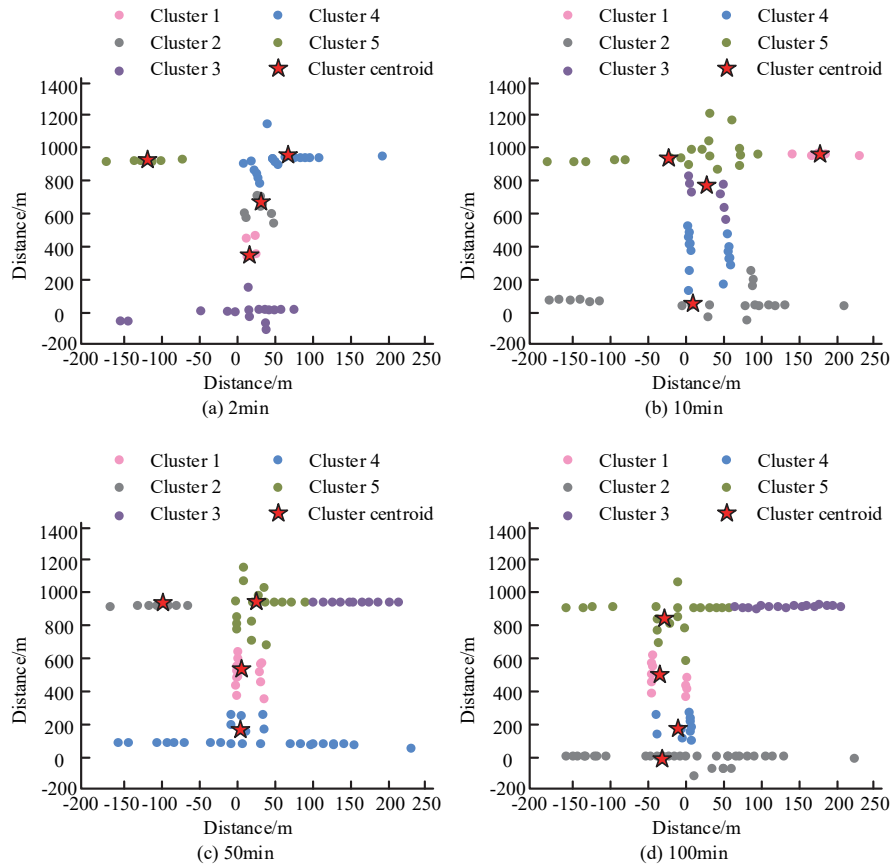 Cluster 1 Cluster 4
Cluster 2 Cluster 5
Cluster 3 Cluster centroid
1400
1200
1000
800
600
400
200
0
-200
Distance/m
-200 -150 -100 -50 0 50 100 150 200 250
Distance/m
(a) 2min
Cluster 1 Cluster 4
Cluster 2 Cluster 5
Cluster 3 Cluster centroid
1400
1200
1000
800
600
400
200
0
-200
Distance/m
-200 -150 -100 -50 0 50 100 150 200 250
Distance/m
(b) 10min
Cluster 1 Cluster 4
Cluster 2 Cluster 5
Cluster 3 Cluster centroid
1400
1200
1000
800
600
400
200
0
-200
Distance/m
-200 -150 -100 -50 0 50 100 150 200 250
Distance/m
(c) 50min
Cluster 1 Cluster 4
Cluster 2 Cluster 5
Cluster 3 Cluster centroid
1400
1200
1000
800
600
400
200
0
-200
Distance/m
-200 -150 -100 -50 0 50 100 150 200 250
Distance/m
(d) 100min